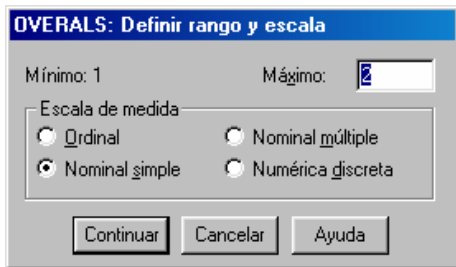 OVERALS: Definir rango y escala
Mínimo: 1 Máximo: 2
Escala de medida
Ordinal Nominal múltiple
Nominal simple Numérica discreta
Continuar Cancelar Ayuda